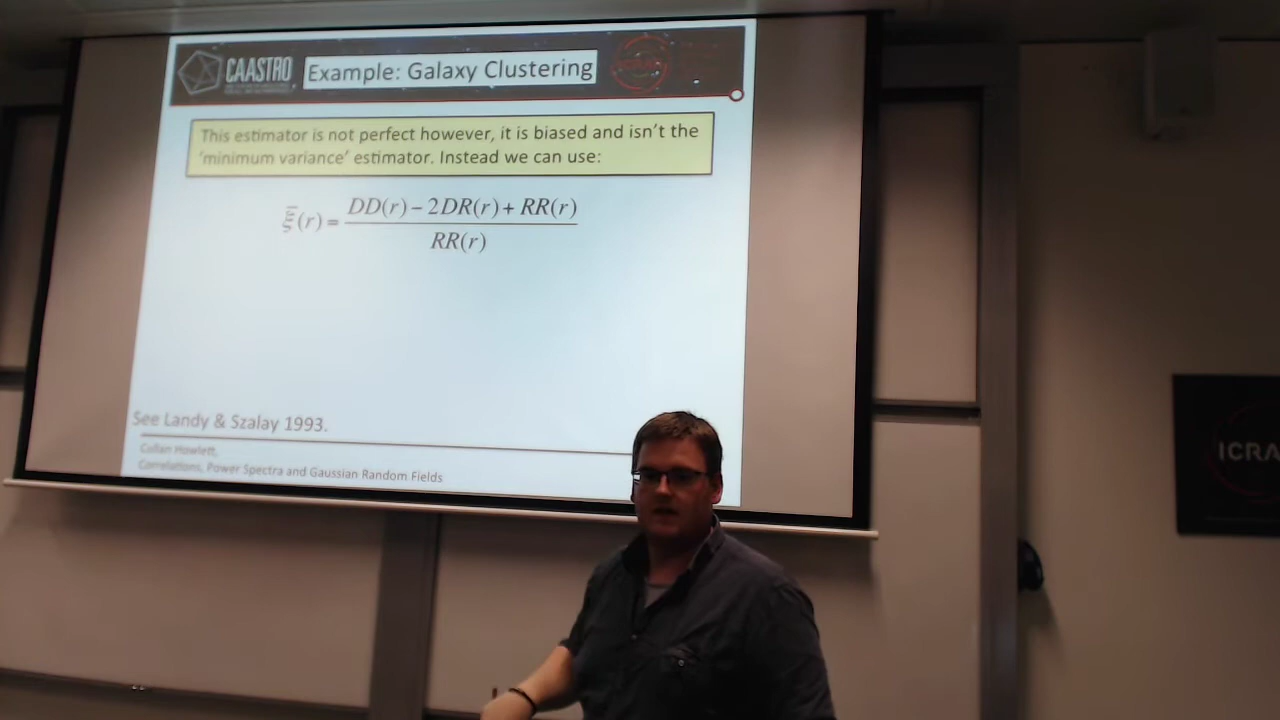 CAASTRO
Example: Galaxy Clustering
This estimator is not perfect however, it is biased and isn't the
'minimum variance' estimator. Instead we can use:
ξ̄(r) = (DD(r) − 2DR(r) + RR(r)) / RR(r)
See Landy & Szalay 1993.
Cullan Howlett,
Correlations, Power Spectra and Gaussian Random Fields
ICRA